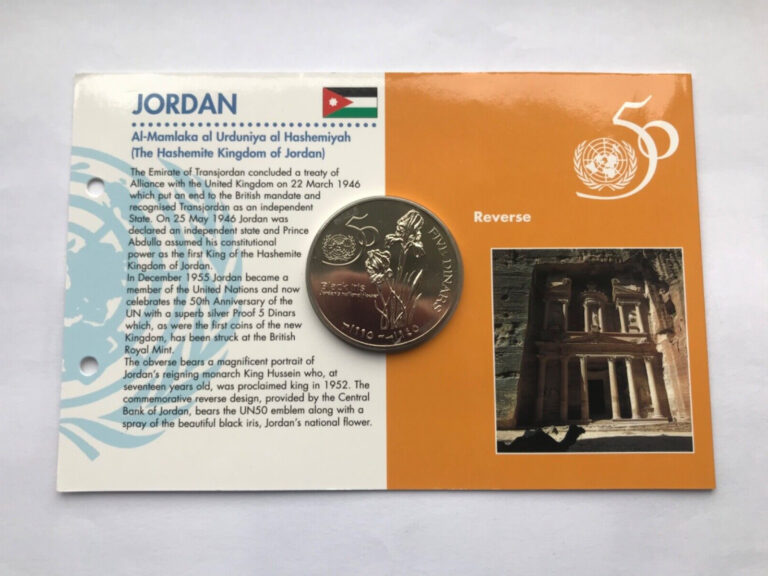 JORDAN
Al-Mamlaka al Urduniya al Hashemiyah
(The Hashemite Kingdom of Jordan)
The Emirate of Transjordan concluded a treaty of
Alliance with the United Kingdom on 22 March 1946
which put an end to the British mandate and
recognised Transjordan as an independent
State. On 25 May 1946 Jordan was
declared an independent state and Prince
Abdulla assumed his constitutional
power as the first King of the Hashemite
Kingdom of Jordan.
In December 1955 Jordan became a
member of the United Nations and now
celebrates the 50th Anniversary of the
UN with a superb silver Proof 5 Dinars
which, as were the first coins of the new
Kingdom, has been struck at the British
Royal Mint.
The obverse bears a magnificent portrait of
Jordan's reigning monarch King Hussein who, at
seventeen years old, was proclaimed king in 1952. The
commemorative reverse design, provided by the Central
Bank of Jordan, bears the UN50 emblem along with a
spray of the beautiful black iris, Jordan's national flower.
50
FIVE DINARS
Black Iris
Jordan's national flower
50
Reverse